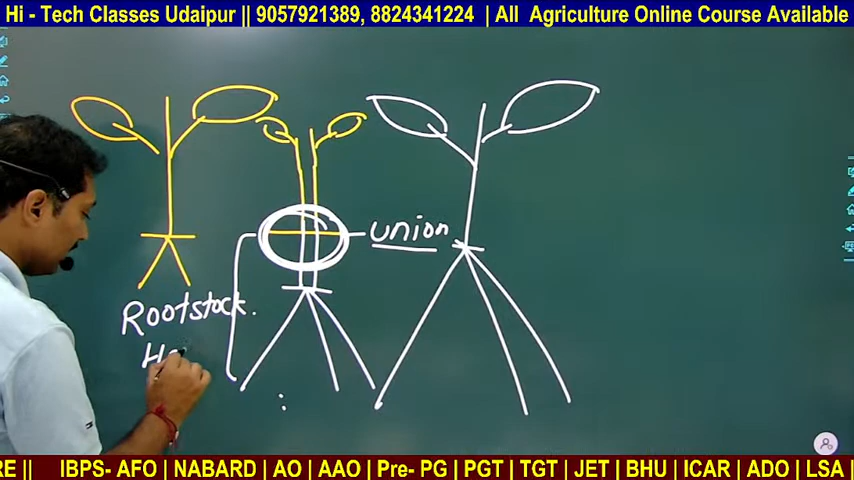 Hi - Tech Classes Udaipur || 9057921389, 8824341224 | All Agriculture Online Course Available
union
Rootstock.
RE || IBPS- AFO | NABARD | AO | AAO | Pre- PG | PGT | TGT | JET | BHU | ICAR | ADO | LSA |